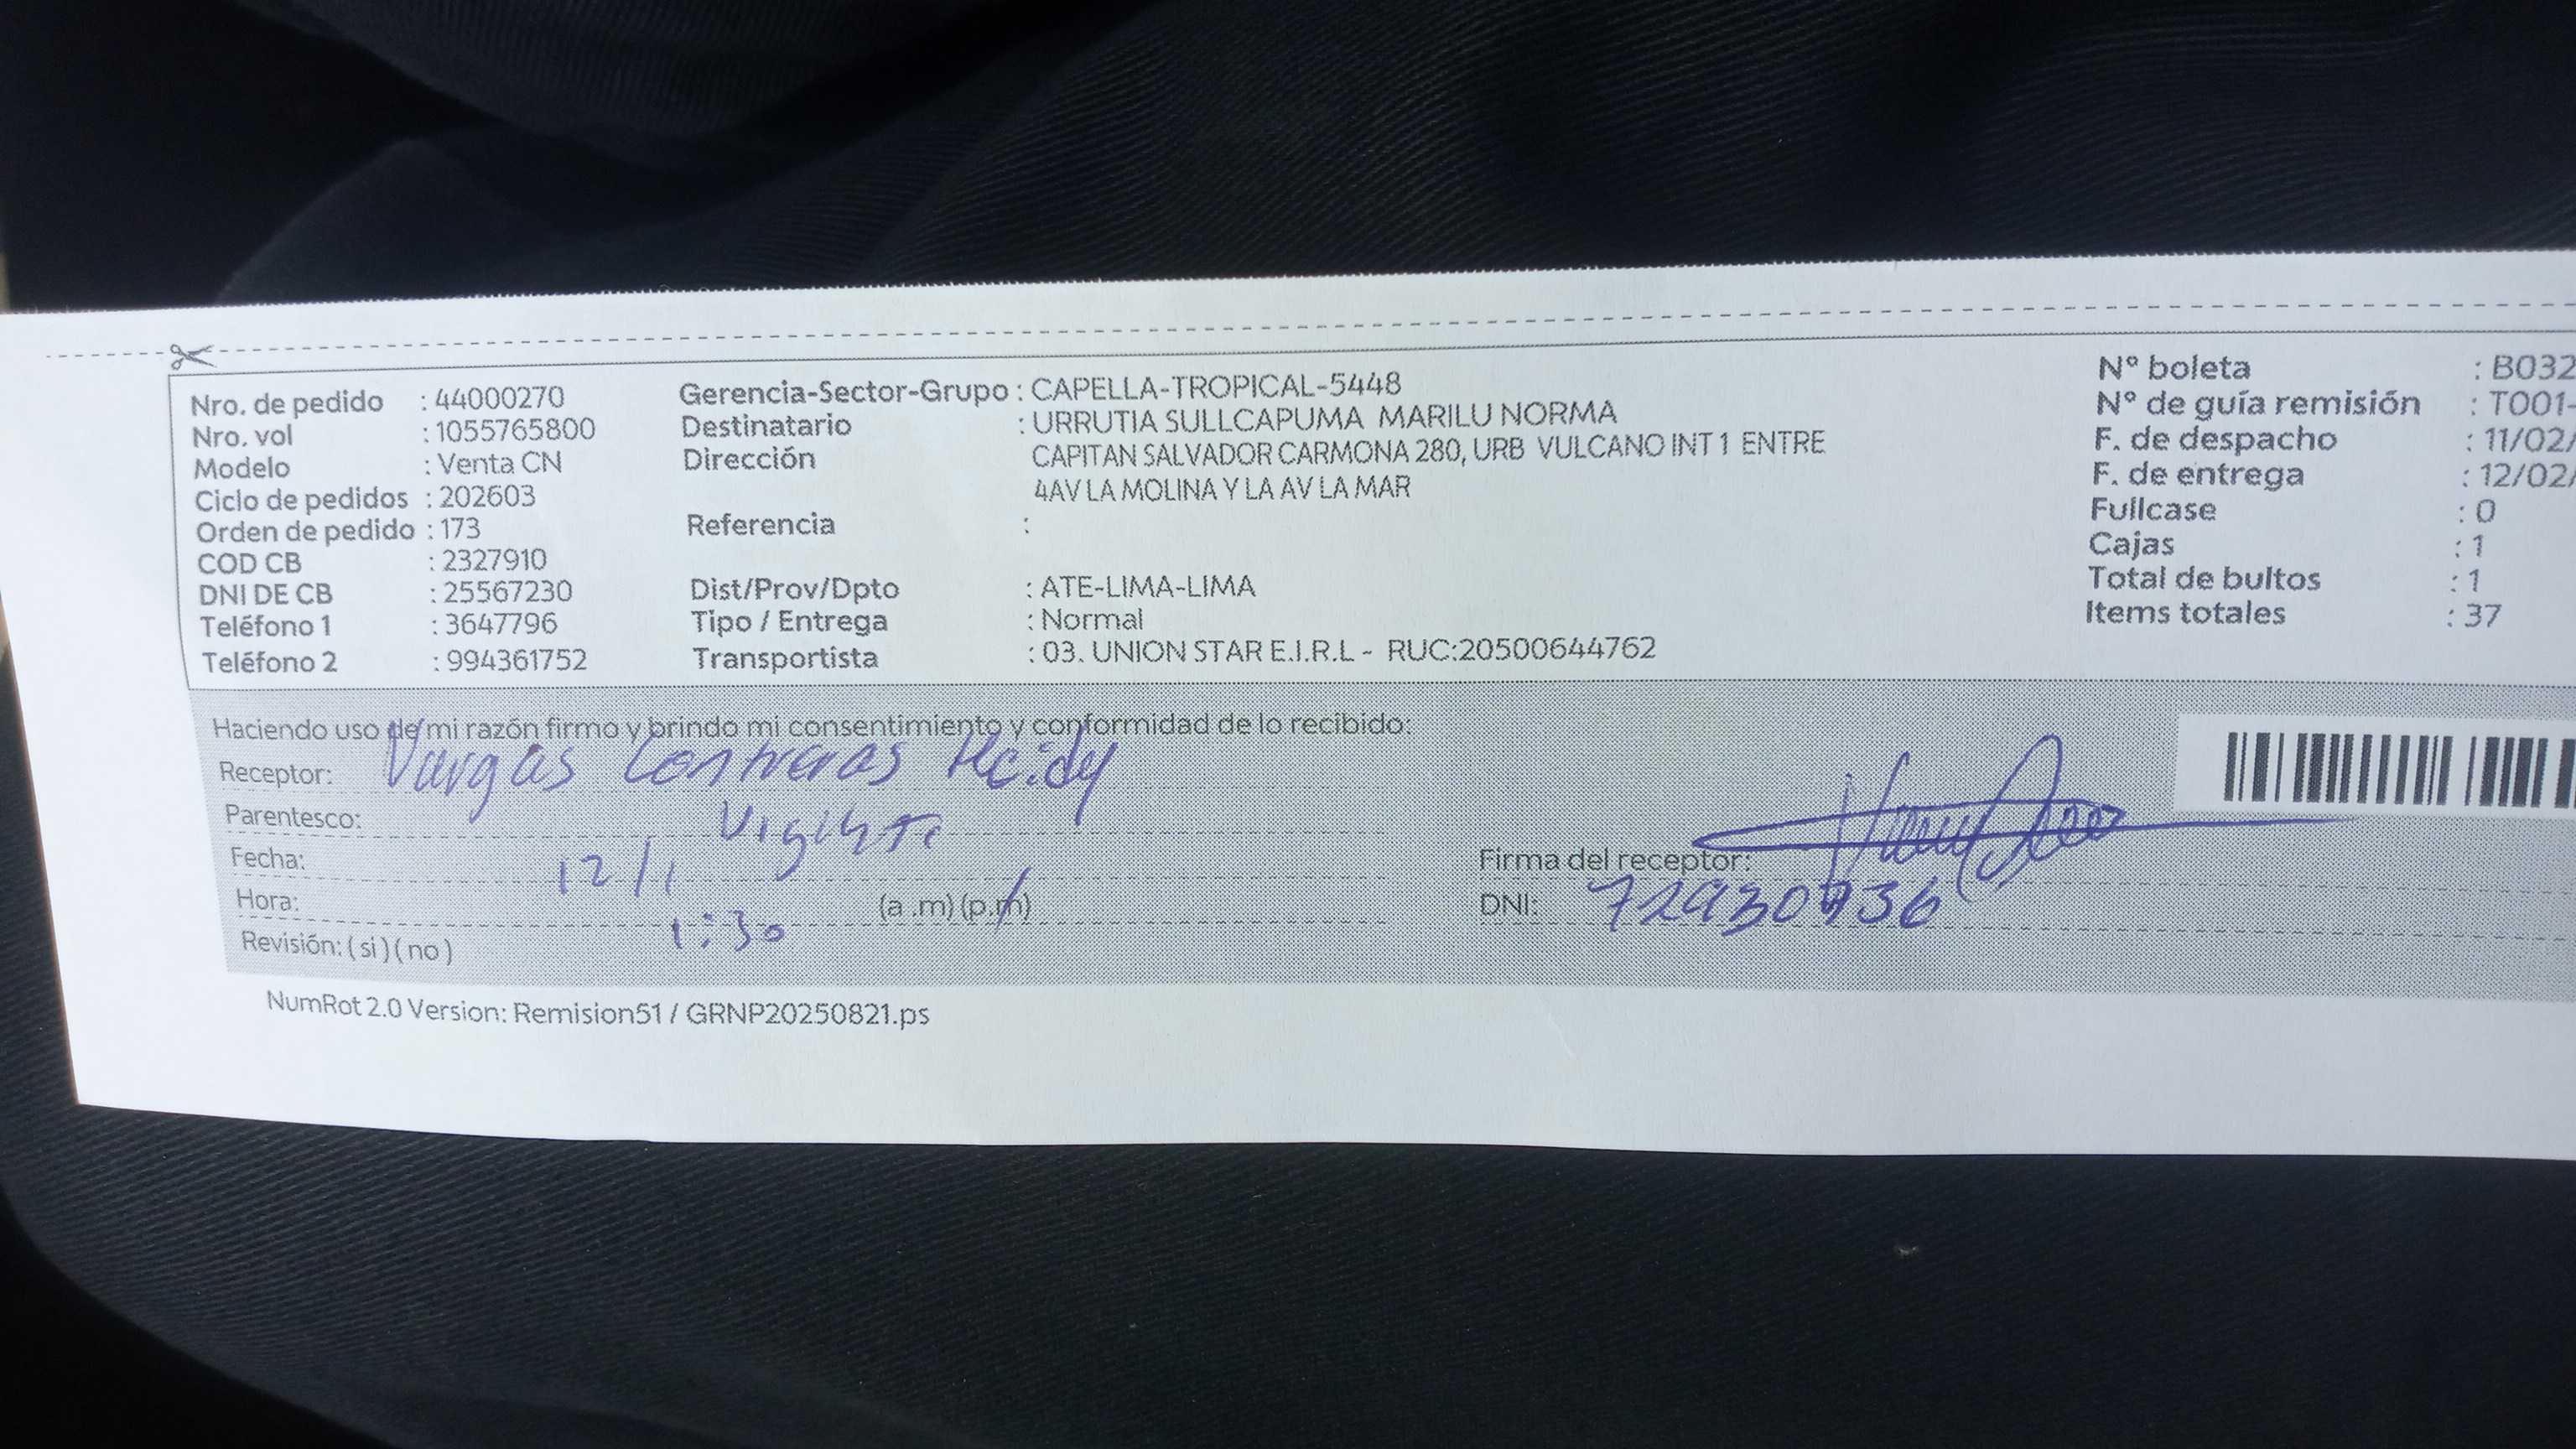 Nro. de pedido : 44000270
Nro. vol : 1055765800
Modelo : Venta CN
Ciclo de pedidos : 202603
Orden de pedido : 173
COD CB : 2327910
DNI DE CB : 25567230
Teléfono 1 : 3647796
Teléfono 2 : 994361752
Gerencia-Sector-Grupo : CAPELLA-TROPICAL-5448
Destinatario : URRUTIA SULLCAPUMA MARILU NORMA
Dirección CAPITAN SALVADOR CARMONA 280, URB VULCANO INT 1 ENTRE
4AV LA MOLINA Y LA AV LA MAR
Referencia :
Dist/Prov/Dpto : ATE-LIMA-LIMA
Tipo / Entrega : Normal
Transportista : 03. UNION STAR E.I.R.L - RUC:20500644762
Nº boleta : B032
Nº de guía remisión : T001-
F. de despacho : 11/02/
F. de entrega : 12/02/
Fullcase : 0
Cajas : 1
Total de bultos : 1
Items totales : 37
Haciendo uso de mi razón firmo y brindo mi consentimiento y conformidad de lo recibido:
Receptor: Vargas Contreras
Parentesco:
Fecha: 12/1
Hora: 1:30 (a .m) (p.m)
Revisión: ( si ) ( no )
Firma del receptor:
DNI:
NumRot 2.0 Version: Remision51 / GRNP20250821.ps